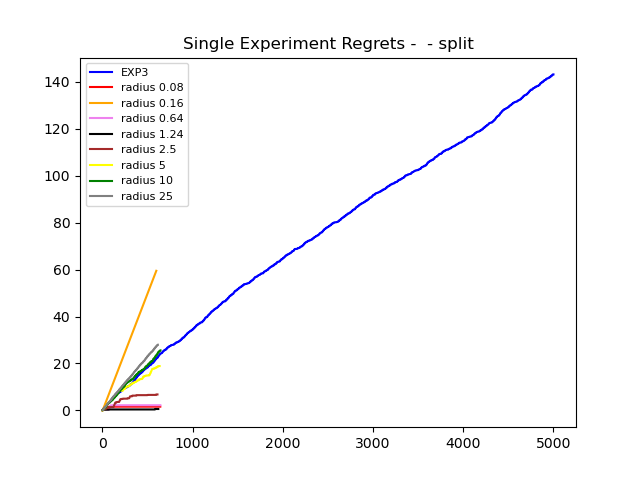 Single Experiment Regrets -  - split
EXP3
radius 0.08
radius 0.16
radius 0.64
radius 1.24
radius 2.5
radius 5
radius 10
radius 25
140
120
100
80
60
40
20
0
0 1000 2000 3000 4000 5000